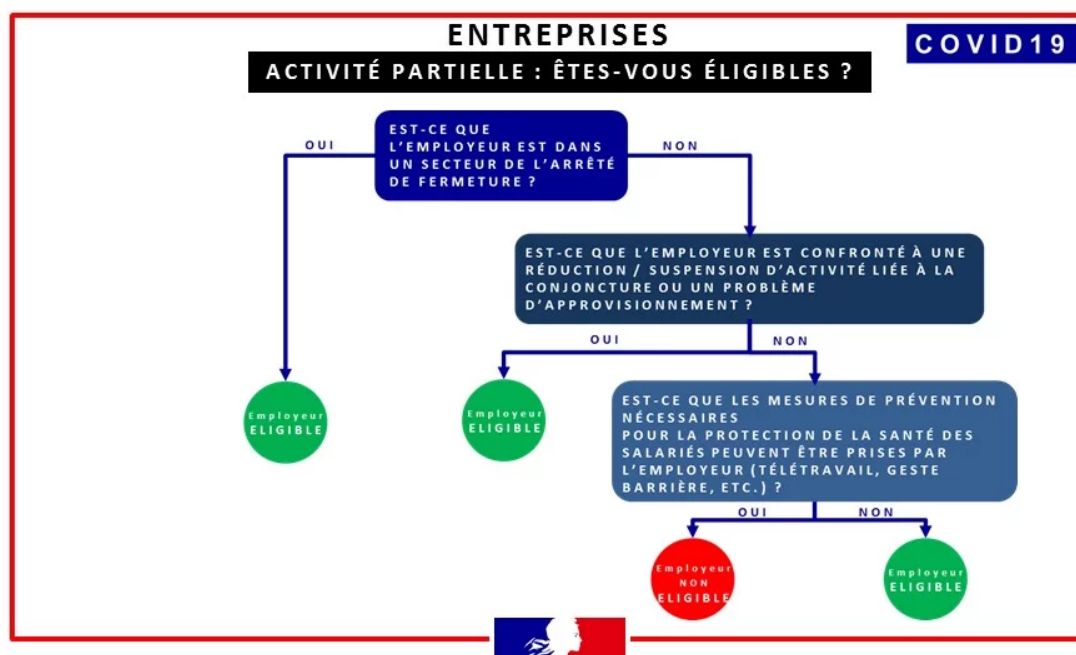 ENTREPRISES
COVID19
ACTIVITÉ PARTIELLE : ÊTES-VOUS ÉLIGIBLES ?
EST-CE QUE
L'EMPLOYEUR EST DANS
UN SECTEUR DE L'ARRÊTÉ
DE FERMETURE ?
OUI
NON
EST-CE QUE L'EMPLOYEUR EST CONFRONTÉ À UNE
RÉDUCTION / SUSPENSION D'ACTIVITÉ LIÉE À LA
CONJONCTURE OU UN PROBLÈME
D'APPROVISIONNEMENT ?
OUI
NON
Employeur
ELIGIBLE
Employeur
ELIGIBLE
EST-CE QUE LES MESURES DE PRÉVENTION
NÉCESSAIRES
POUR LA PROTECTION DE LA SANTÉ DES
SALARIÉS PEUVENT ÊTRE PRISES PAR
L'EMPLOYEUR (TÉLÉTRAVAIL, GESTE
BARRIÈRE, ETC.) ?
OUI
NON
Employeur
NON
ELIGIBLE
Employeur
ELIGIBLE